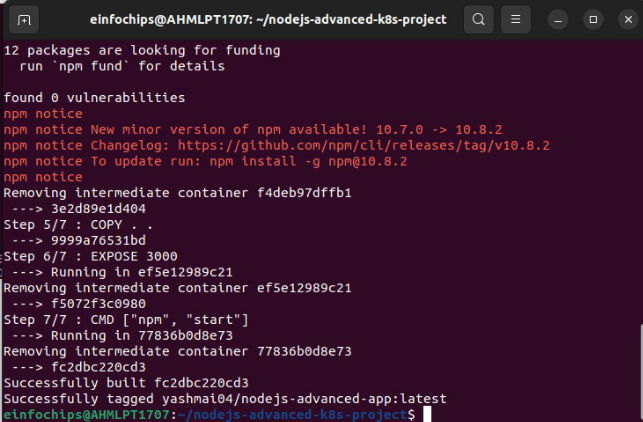 einfochips@AHMLPT1707: ~/nodejs-advanced-k8s-project
12 packages are looking for funding
  run `npm fund` for details
found 0 vulnerabilities
npm notice
npm notice New minor version of npm available! 10.7.0 -> 10.8.2
npm notice Changelog: https://github.com/npm/cli/releases/tag/v10.8.2
npm notice To update run: npm install -g npm@10.8.2
npm notice
Removing intermediate container f4deb97dffb1
 ---> 3e2d89e1d404
Step 5/7 : COPY . .
 ---> 9999a76531bd
Step 6/7 : EXPOSE 3000
 ---> Running in ef5e12989c21
Removing intermediate container ef5e12989c21
 ---> f5072f3c0980
Step 7/7 : CMD ["npm", "start"]
 ---> Running in 77836b0d8e73
Removing intermediate container 77836b0d8e73
 ---> fc2dbc220cd3
Successfully built fc2dbc220cd3
Successfully tagged yashmai04/nodejs-advanced-app:latest
einfochips@AHMLPT1707:~/nodejs-advanced-k8s-project$